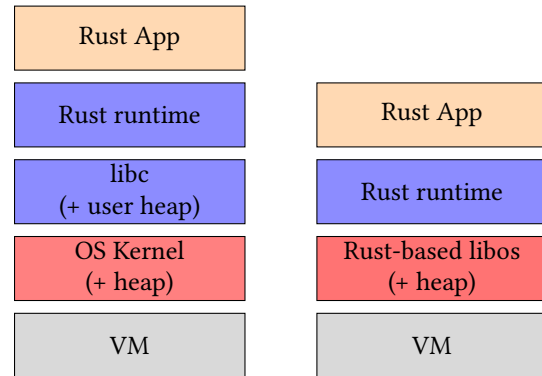 Rust App
Rust runtime
libc
(+ user heap)
OS Kernel
(+ heap)
VM
Rust App
Rust runtime
Rust-based libos
(+ heap)
VM